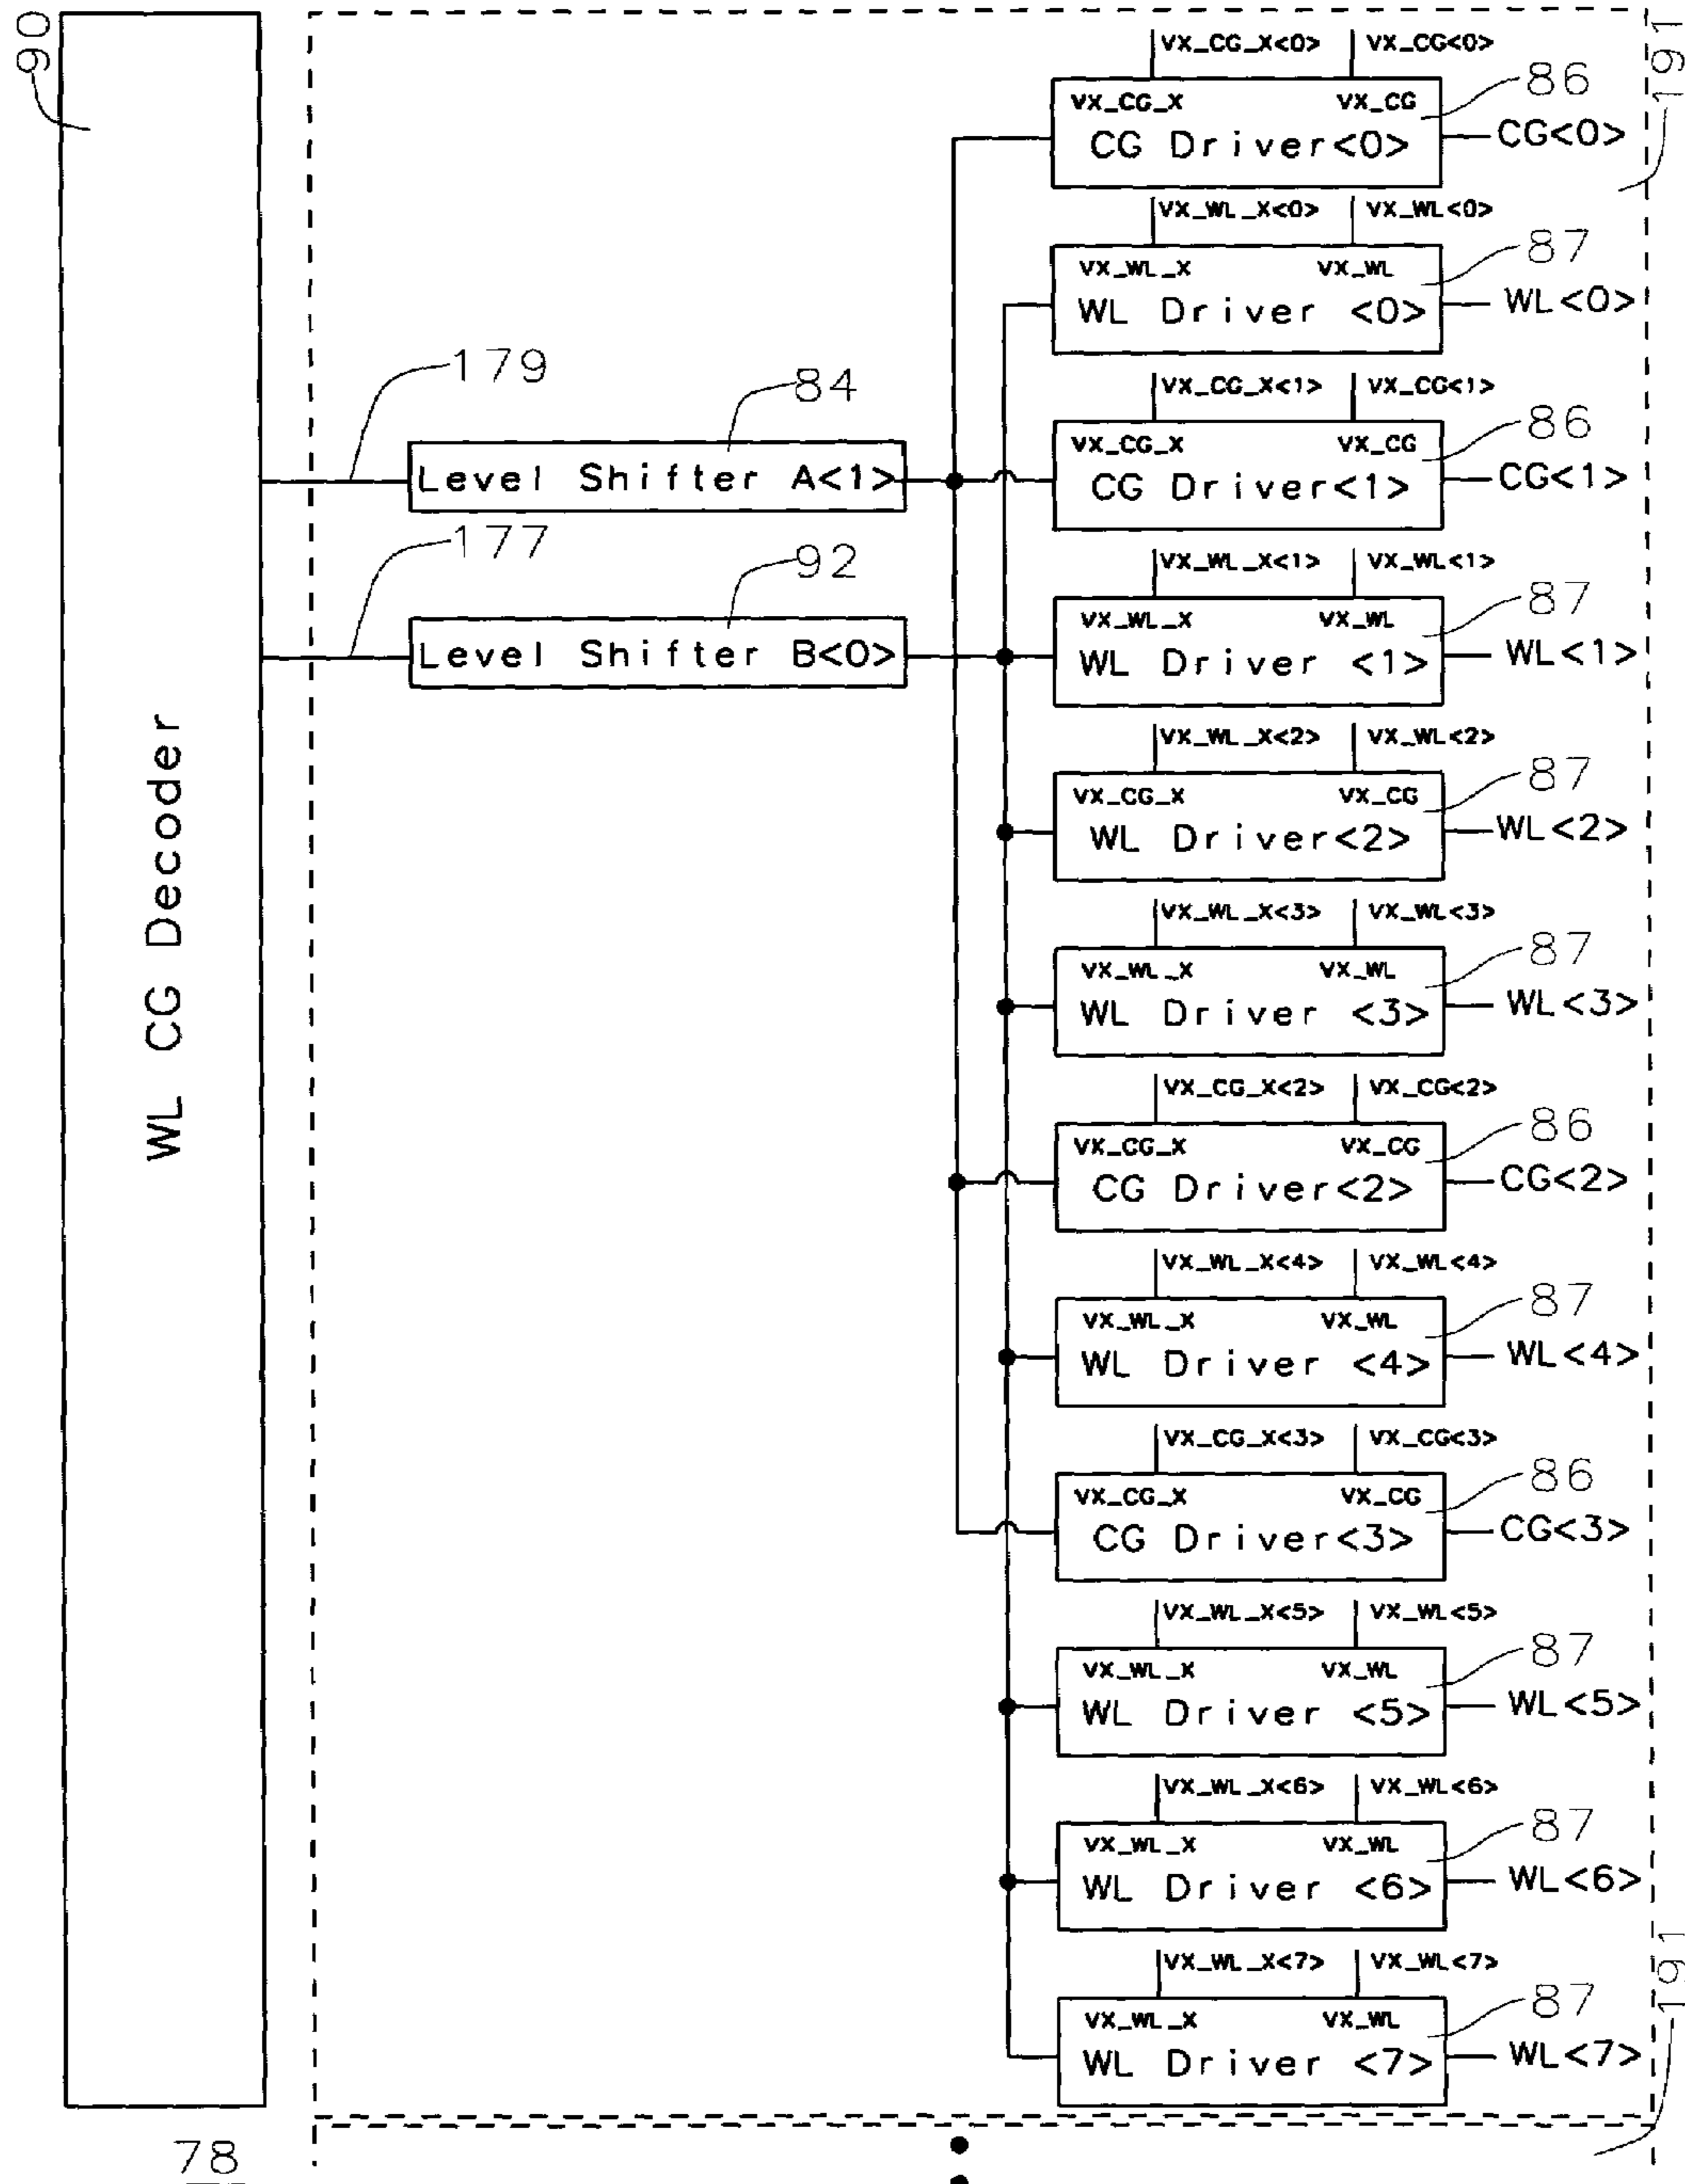 90
191
VX_CG_X<0> VX_CG<0>
86
VX_CG_X VX_CG
CG Driver<0> CG<0>
VX_WL_X<0> VX_WL<0>
87
VX_WL_X VX_WL
WL Driver <0> WL<0>
179
84
VX_CG_X<1> VX_CG<1>
86
VX_CG_X VX_CG
Level Shifter A<1> CG Driver<1> CG<1>
177
92
VX_WL_X<1> VX_WL<1>
87
VX_WL_X VX_WL
Level Shifter B<0> WL Driver <1> WL<1>
WL CG Decoder
VX_WL_X<2> VX_WL<2>
87
VX_CG_X VX_CG
WL Driver<2> WL<2>
VX_WL_X<3> VX_WL<3>
87
VX_WL_X VX_WL
WL Driver <3> WL<3>
VX_CG_X<2> VX_CG<2>
86
VX_CG_X VX_CG
CG Driver<2> CG<2>
VX_WL_X<4> VX_WL<4>
87
VX_WL_X VX_WL
WL Driver <4> WL<4>
VX_CG_X<3> VX_CG<3>
86
VX_CG_X VX_CG
CG Driver<3> CG<3>
VX_WL_X<5> VX_WL<5>
87
VX_WL_X VX_WL
WL Driver <5> WL<5>
VX_WL_X<6> VX_WL<6>
87
VX_WL_X VX_WL
WL Driver <6> WL<6>
191
VX_WL_X<7> VX_WL<7>
87
VX_WL_X VX_WL
WL Driver <7> WL<7>
78